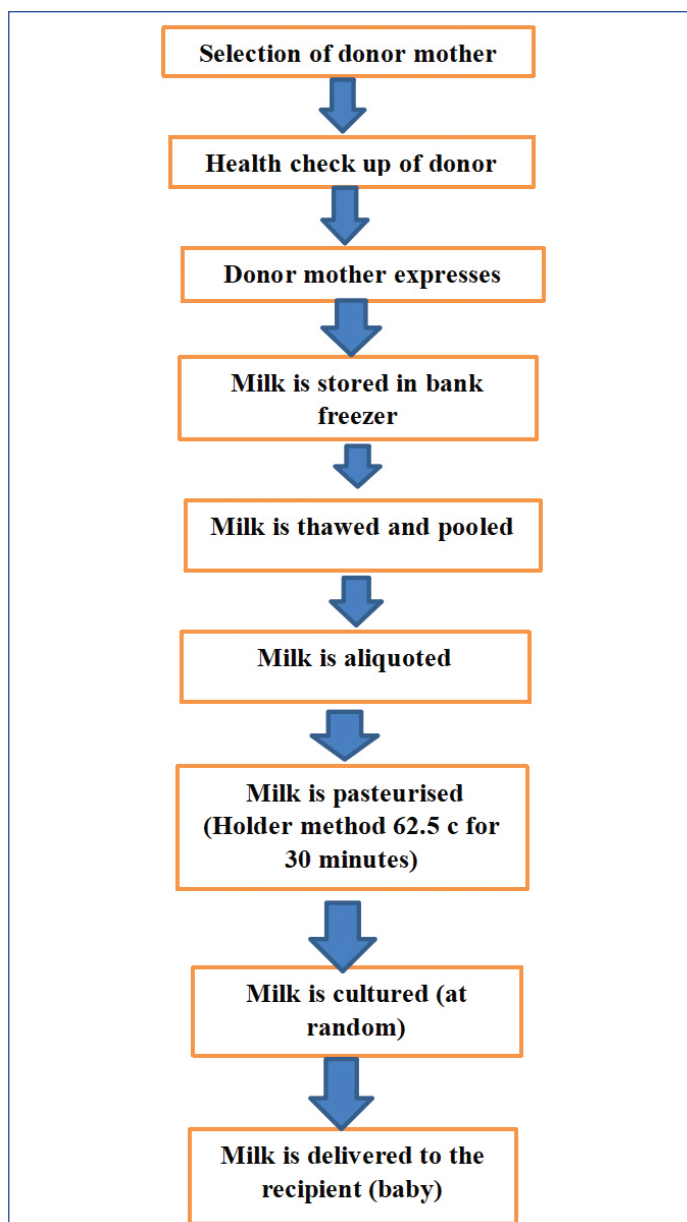 Selection of donor mother
Health check up of donor
Donor mother expresses
Milk is stored in bank
freezer
Milk is thawed and pooled
Milk is aliquoted
Milk is pasteurised
(Holder method 62.5 c for
30 minutes)
Milk is cultured (at
random)
Milk is delivered to the
recipient (baby)